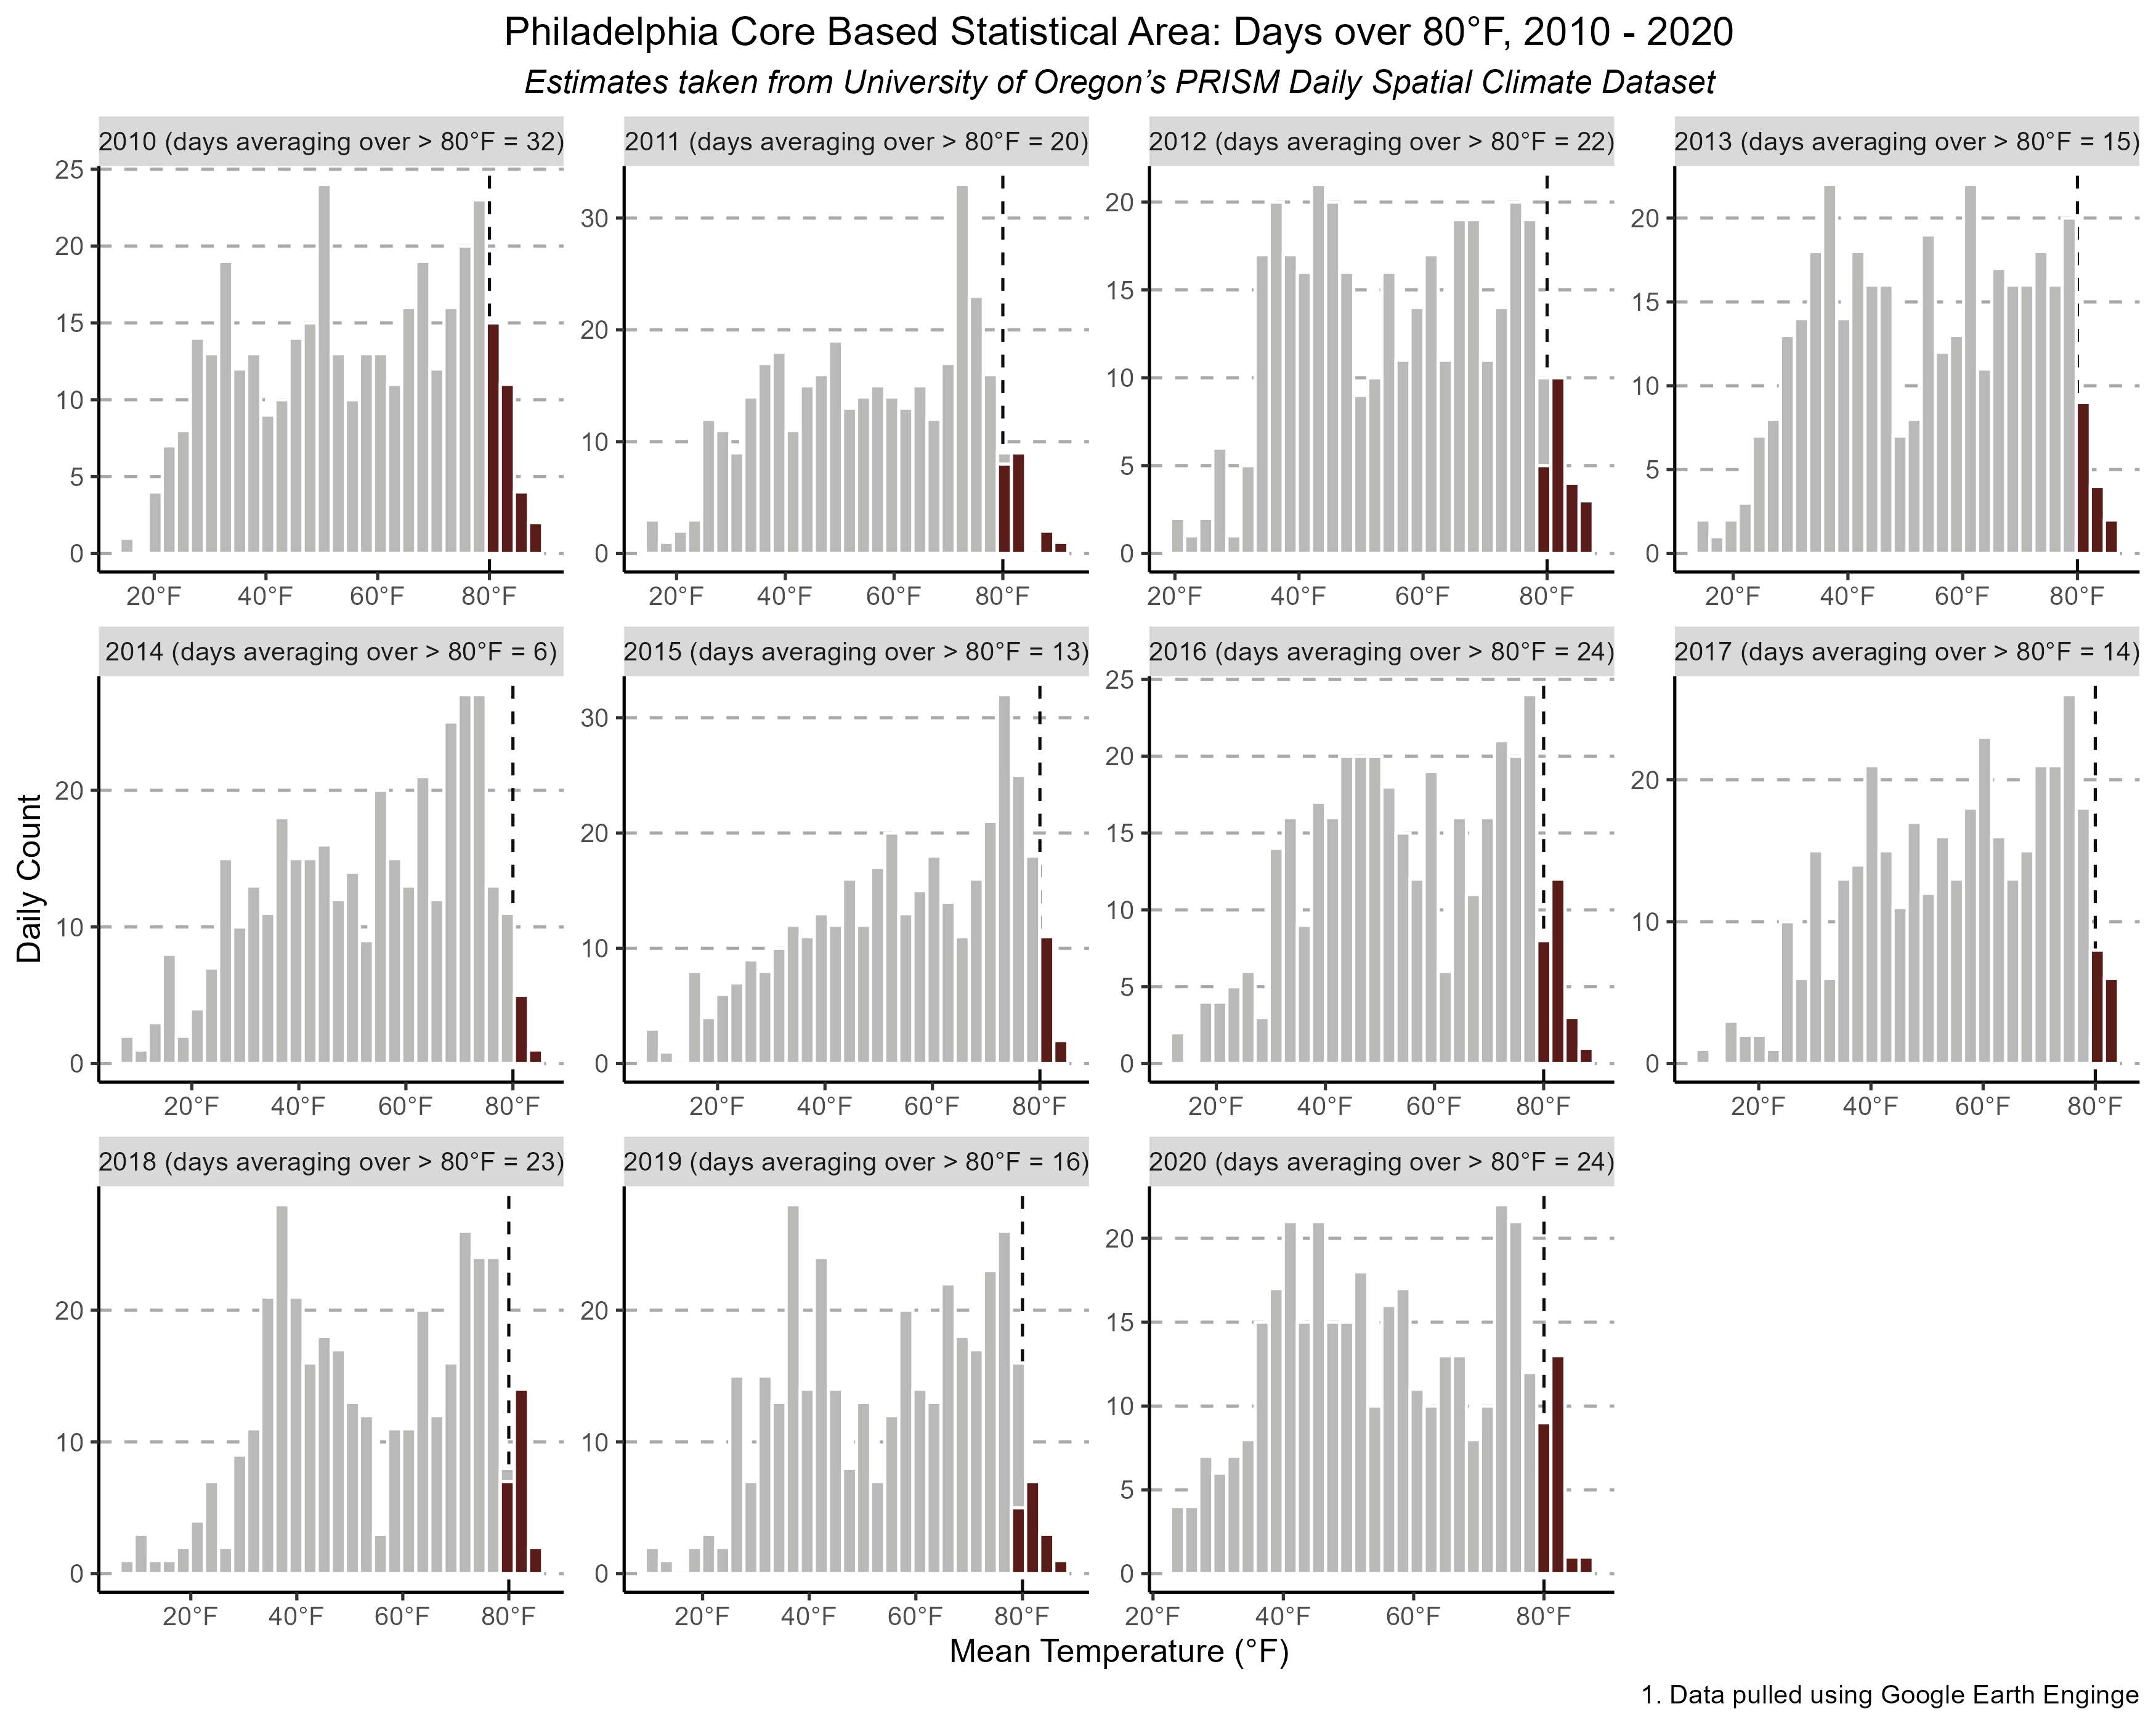 Philadelphia Core Based Statistical Area: Days over 80°F, 2010 - 2020
Estimates taken from University of Oregon’s PRISM Daily Spatial Climate Dataset
2010 (days averaging over > 80°F = 32)
25
20
15
10
5
0
20°F 40°F 60°F 80°F
2011 (days averaging over > 80°F = 20)
30
20
10
0
20°F 40°F 60°F 80°F
2012 (days averaging over > 80°F = 22)
20
15
10
5
0
20°F 40°F 60°F 80°F
2013 (days averaging over > 80°F = 15)
20
15
10
5
0
20°F 40°F 60°F 80°F
Daily Count
2014 (days averaging over > 80°F = 6)
20
10
0
20°F 40°F 60°F 80°F
2015 (days averaging over > 80°F = 13)
30
20
10
0
20°F 40°F 60°F 80°F
2016 (days averaging over > 80°F = 24)
25
20
15
10
5
0
20°F 40°F 60°F 80°F
2017 (days averaging over > 80°F = 14)
20
10
0
20°F 40°F 60°F 80°F
2018 (days averaging over > 80°F = 23)
20
10
0
20°F 40°F 60°F 80°F
2019 (days averaging over > 80°F = 16)
20
10
0
20°F 40°F 60°F 80°F
2020 (days averaging over > 80°F = 24)
20
15
10
5
0
20°F 40°F 60°F 80°F
Mean Temperature (°F)
1. Data pulled using Google Earth Enginge